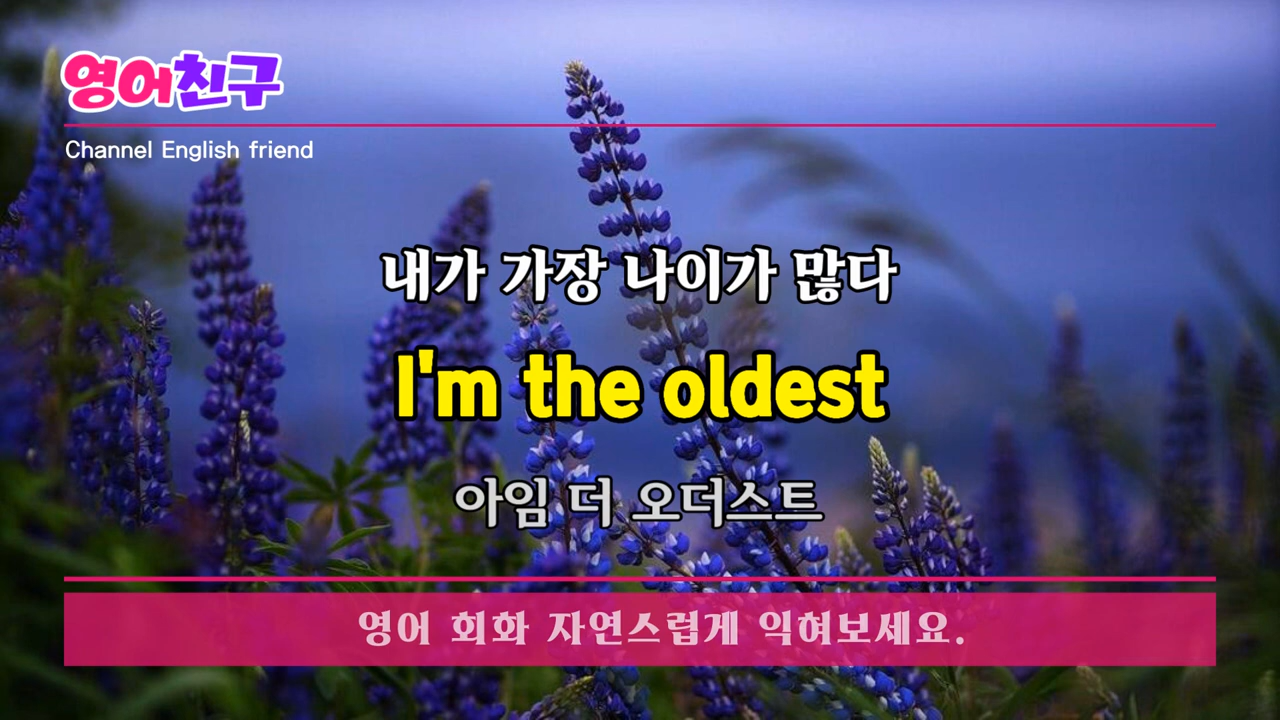 영어친구
Channel English friend
내가 가장 나이가 많다
I'm the oldest
아임 더 오더스트
영어 회화 자연스럽게 익혀보세요.